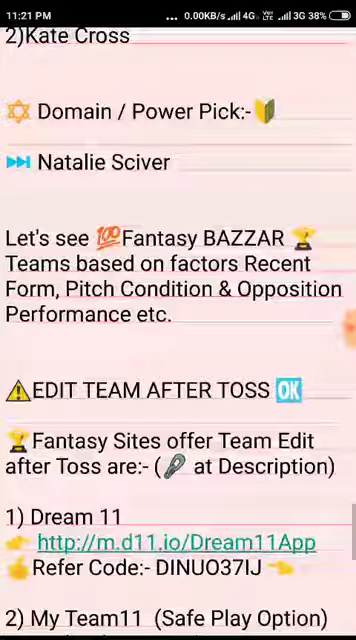 11:21 PM ... 0.00KB/s 4G VoLTE 3G 38%
2)Kate Cross
🔯 Domain / Power Pick:-🔰
⏭ Natalie Sciver
Let's see 💯Fantasy BAZZAR 🏆
Teams based on factors Recent
Form, Pitch Condition & Opposition
Performance etc.
⚠EDIT TEAM AFTER TOSS 🆗
🏆Fantasy Sites offer Team Edit
after Toss are:- (🔗 at Description)
1) Dream 11
👉 http://m.d11.io/Dream11App
👍Refer Code:- DINUO37IJ 👈
2) My Team11 (Safe Play Option)